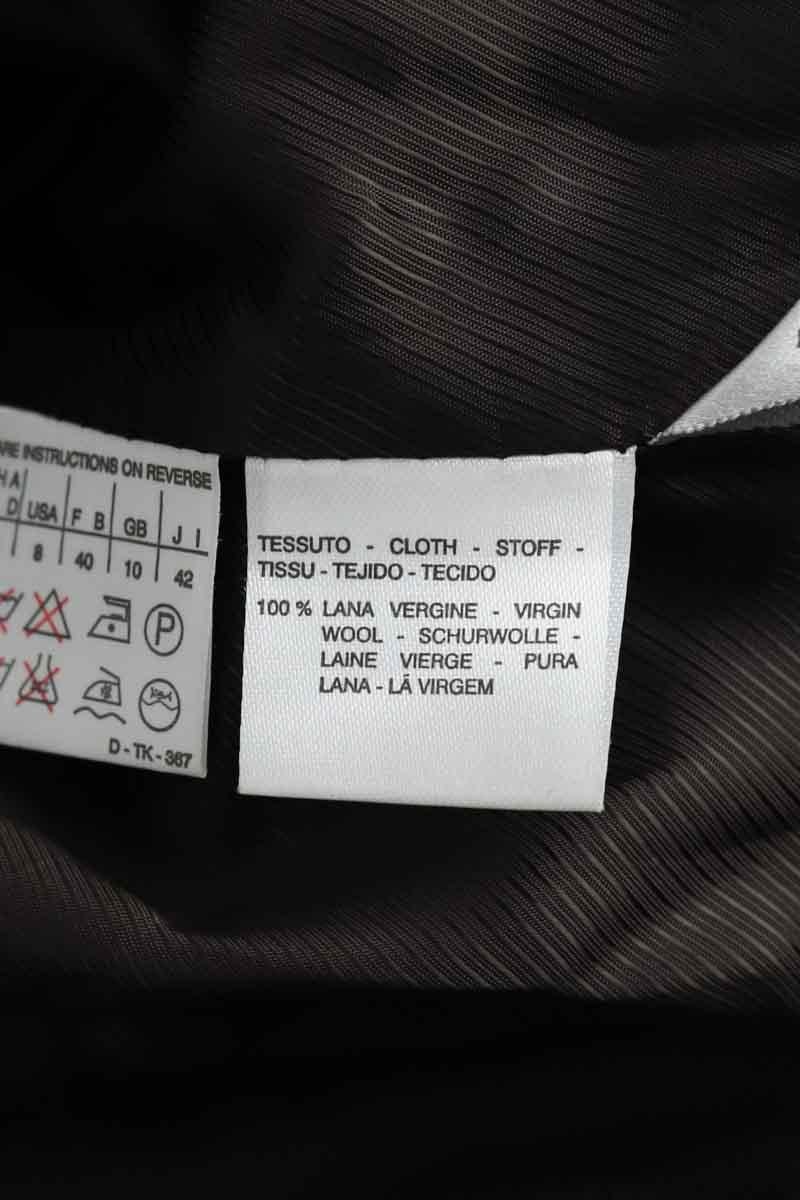 ARE INSTRUCTIONS ON REVERSE
H A
D USA F B GB J I
8 40 10 42
P
D - TK - 367
TESSUTO - CLOTH - STOFF -
TISSU - TEJIDO - TECIDO
100 % LANA VERGINE - VIRGIN
WOOL - SCHURWOLLE -
LAINE VIERGE - PURA
LANA - LÃ VIRGEM